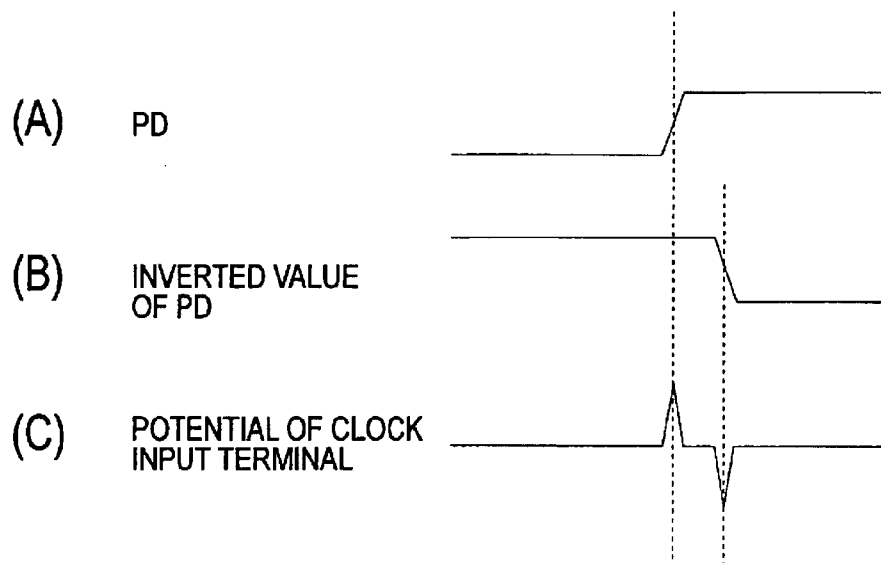 (A) PD
(B) INVERTED VALUE
OF PD
(C) POTENTIAL OF CLOCK
INPUT TERMINAL